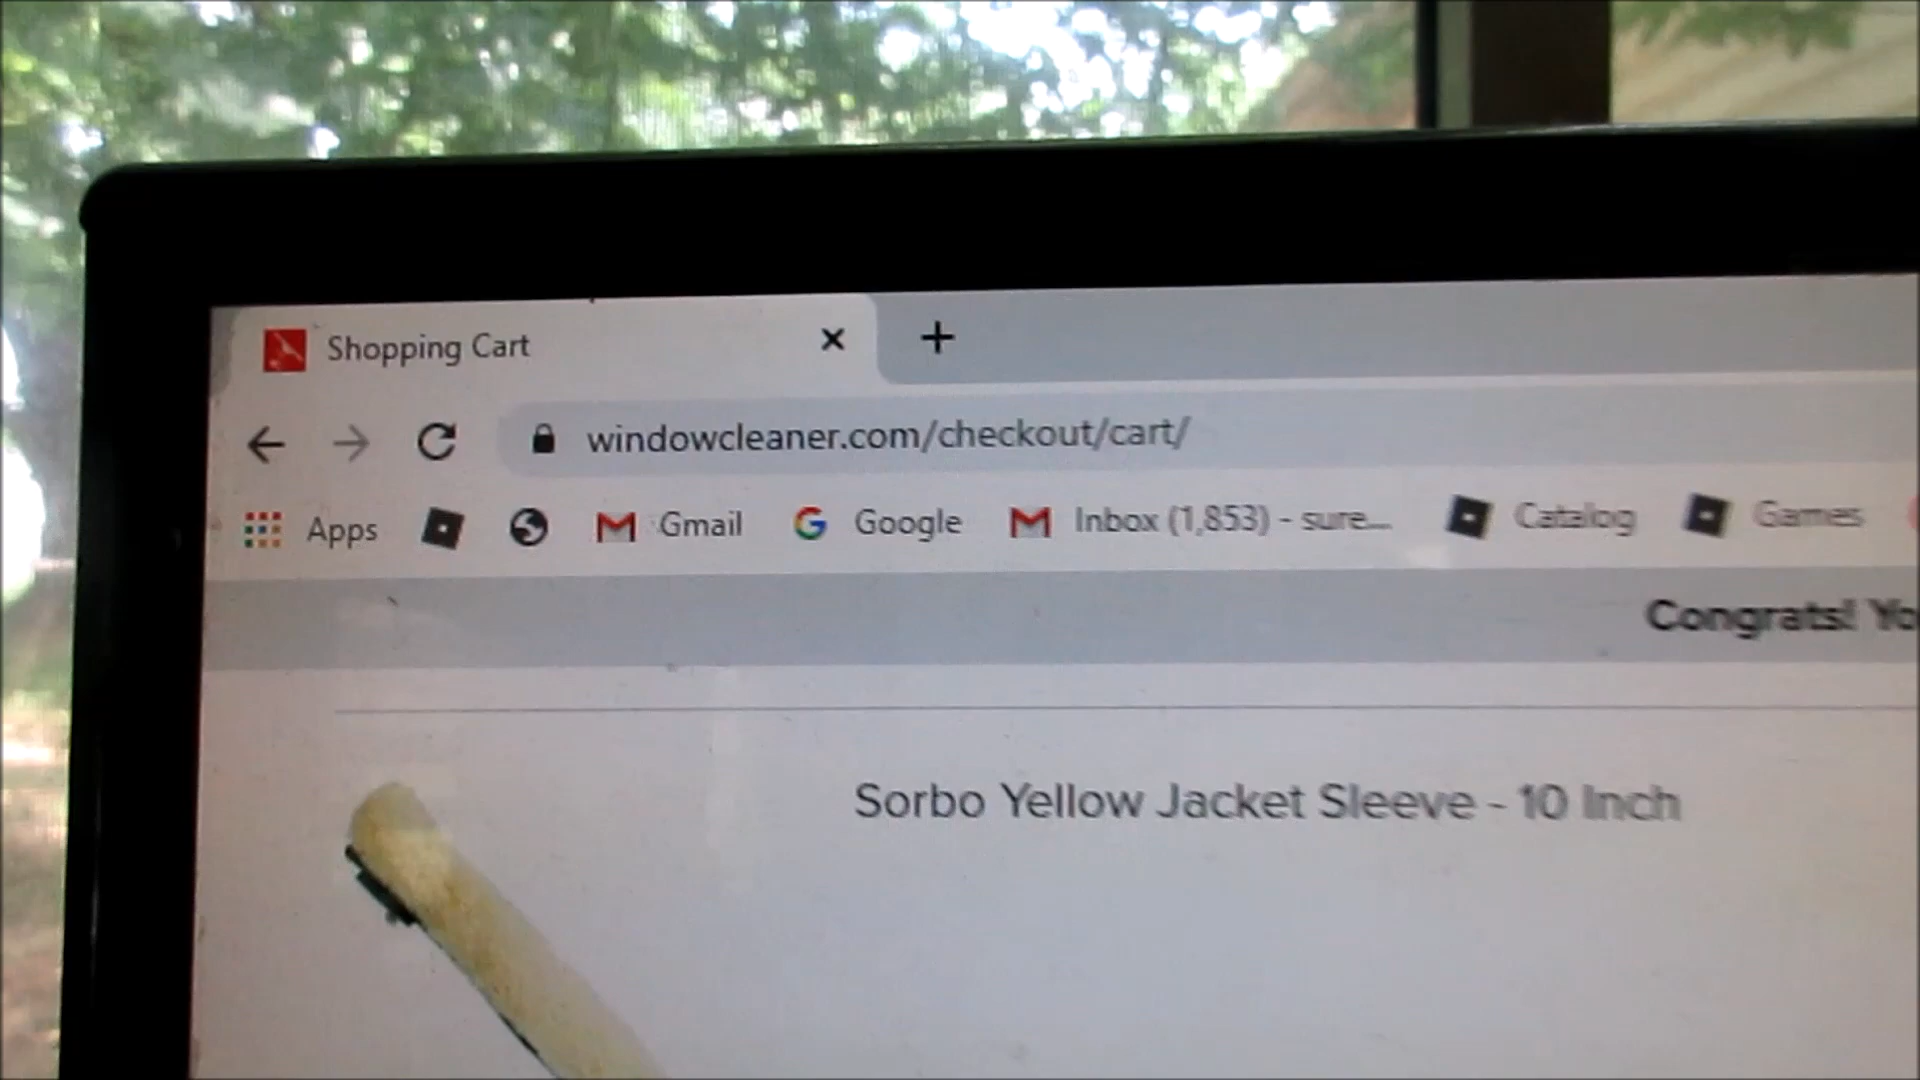 Shopping Cart
windowcleaner.com/checkout/cart/
Apps Gmail Google Inbox (1,853) - sure... Catalog Games
Congrats! Yo
Sorbo Yellow Jacket Sleeve - 10 Inch